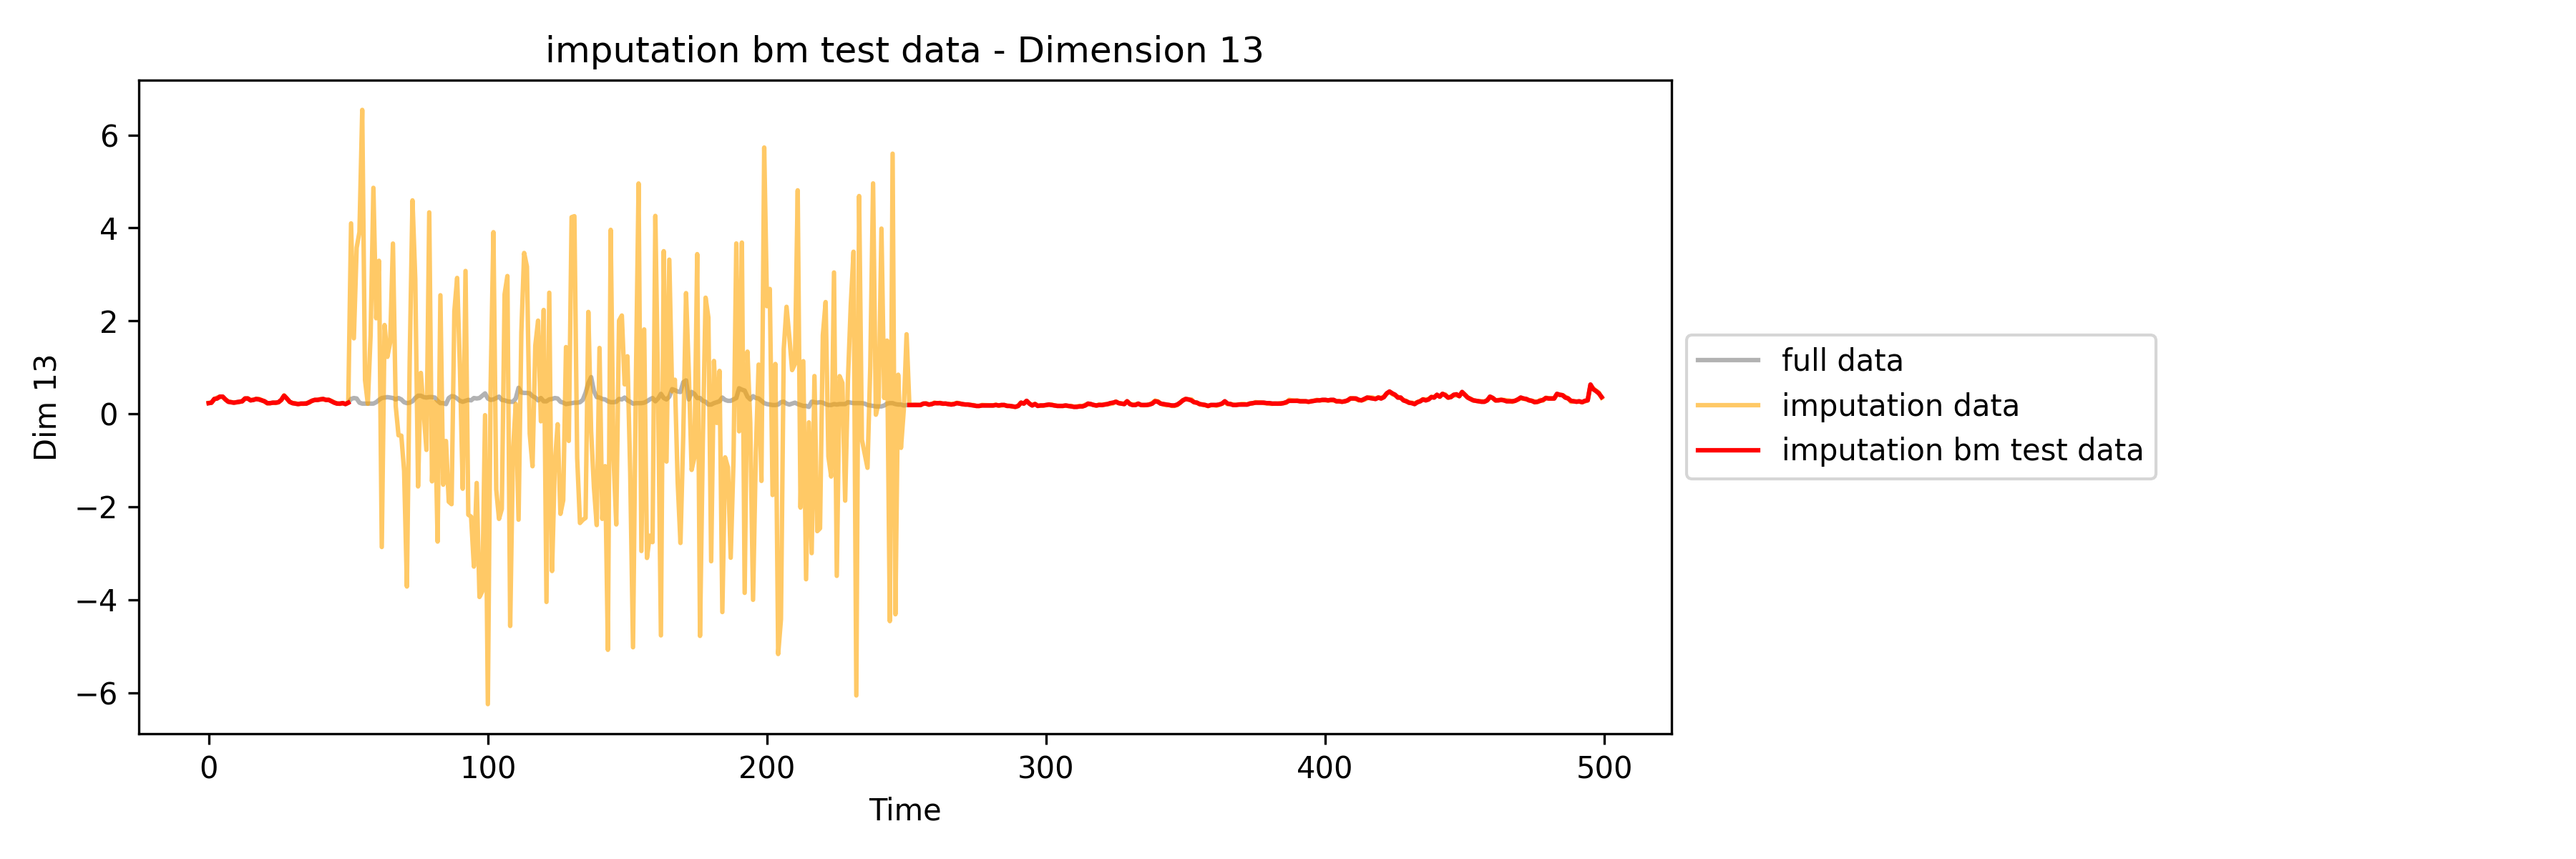 imputation bm test data - Dimension 13
Dim 13
6
4
2
0
−2
−4
−6
0 100 200 300 400 500
Time
full data
imputation data
imputation bm test data